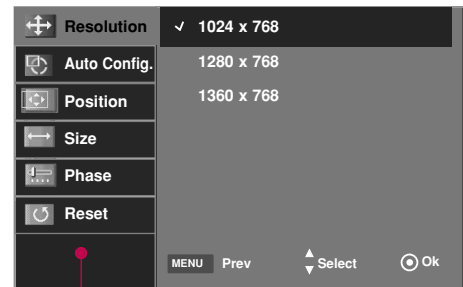 Resolution
Auto Config.
Position
Size
Phase
Reset
✓ 1024 x 768
1280 x 768
1360 x 768
MENU Prev Select Ok